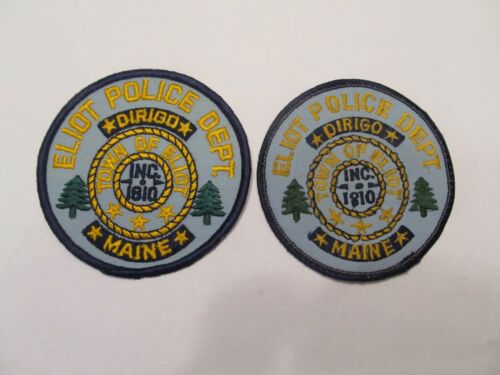 ELIOT POLICE DEPT.
DIRIGO
TOWN OF ELIOT
INC.
1810
MAINE
ELIOT POLICE DEPT.
DIRIGO
TOWN OF ELIOT
INC.
1810
MAINE